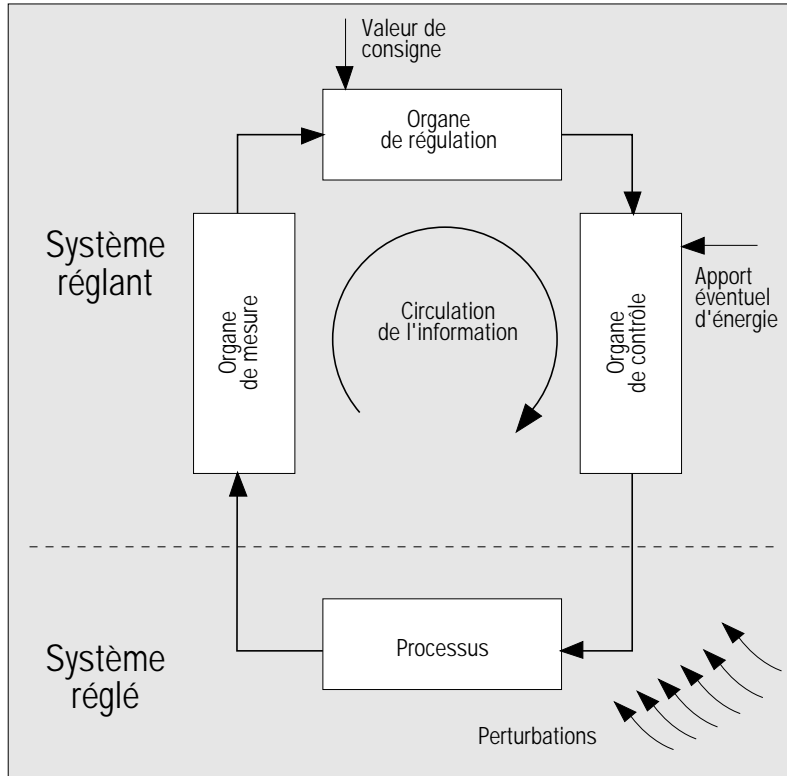 Valeur de
consigne
Organe
de régulation
Système
réglant
Organe
de mesure
Circulation
de l'information
Organe
de contrôle
Apport
éventuel
d'énergie
Processus
Système
réglé
Perturbations